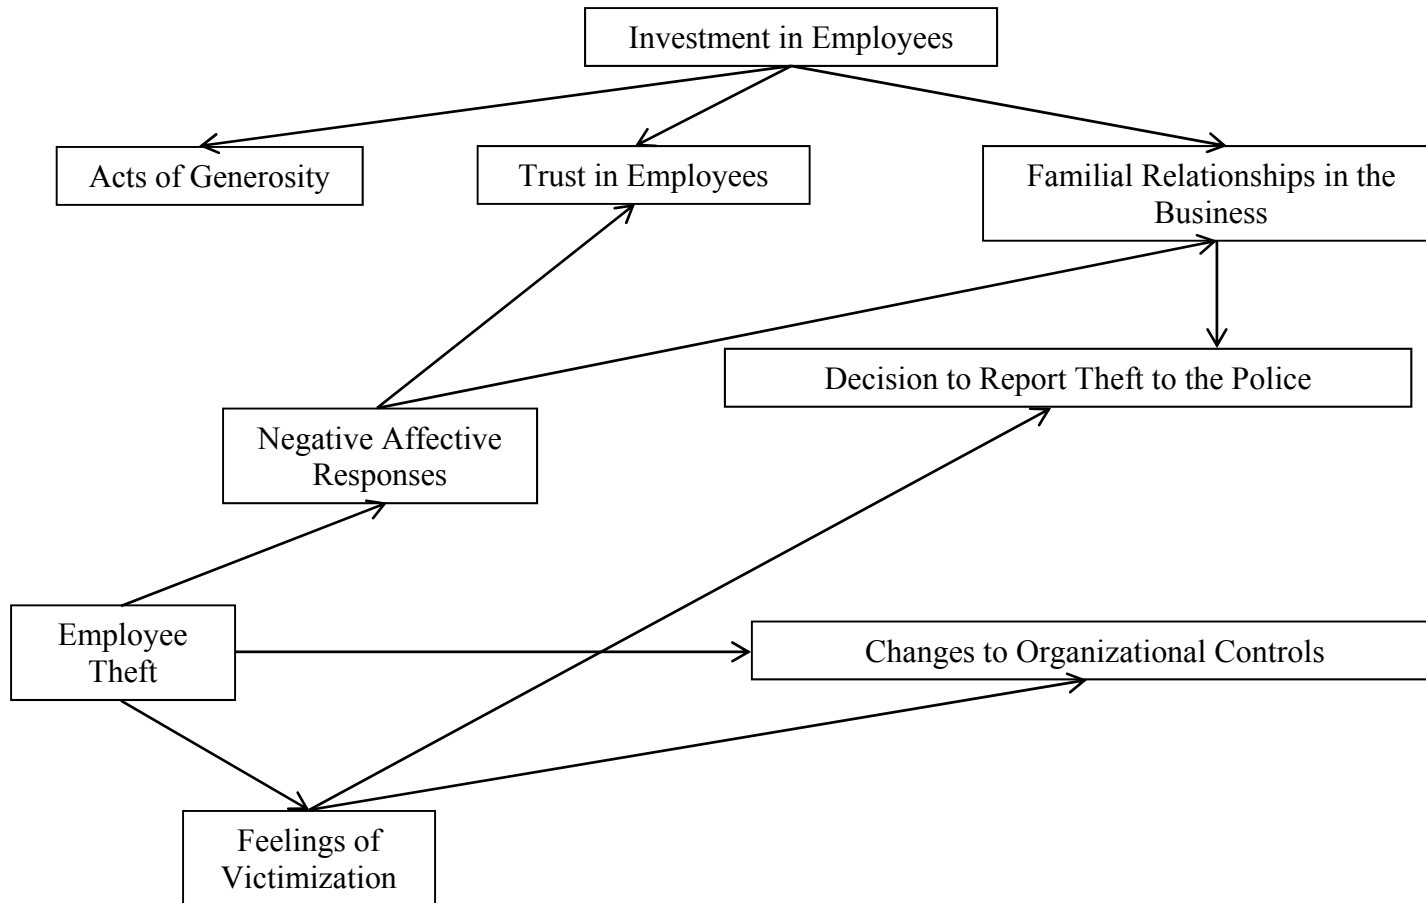 Investment in Employees
Acts of Generosity
Trust in Employees
Familial Relationships in the
Business
Decision to Report Theft to the Police
Negative Affective
Responses
Employee
Theft
Changes to Organizational Controls
Feelings of
Victimization